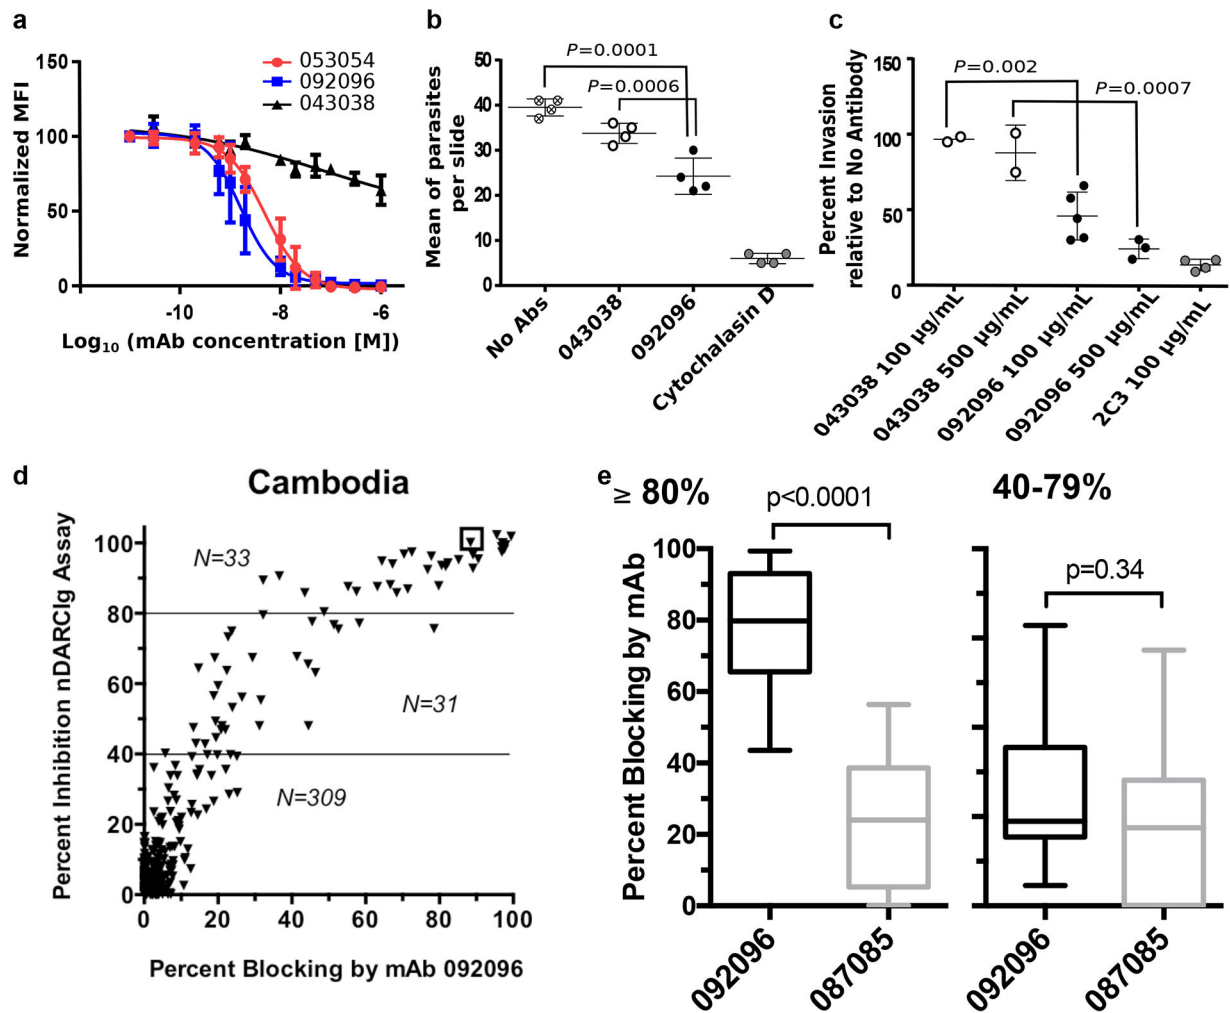 a
150
100
50
0
Normalized MFI
053054
092096
043038
-10
-8
-6
Log₁₀ (mAb concentration [M])
b
50
40
30
20
10
0
Mean of parasites
per slide
P=0.0001
P=0.0006
No Abs
043038
092096
Cytochalasin D
c
150
100
50
0
Percent Invasion
relative to No Antibody
P=0.002
P=0.0007
043038 100 μg/mL
043038 500 μg/mL
092096 100 μg/mL
092096 500 μg/mL
2C3 100 μg/mL
d
Cambodia
100
80
60
40
20
0
Percent Inhibition nDARCIg Assay
N=33
N=31
N=309
0
20
40
60
80
100
Percent Blocking by mAb 092096
e
≥ 80%
p<0.0001
100
80
60
40
20
0
Percent Blocking by mAb
092096
087085
40-79%
p=0.34
092096
087085